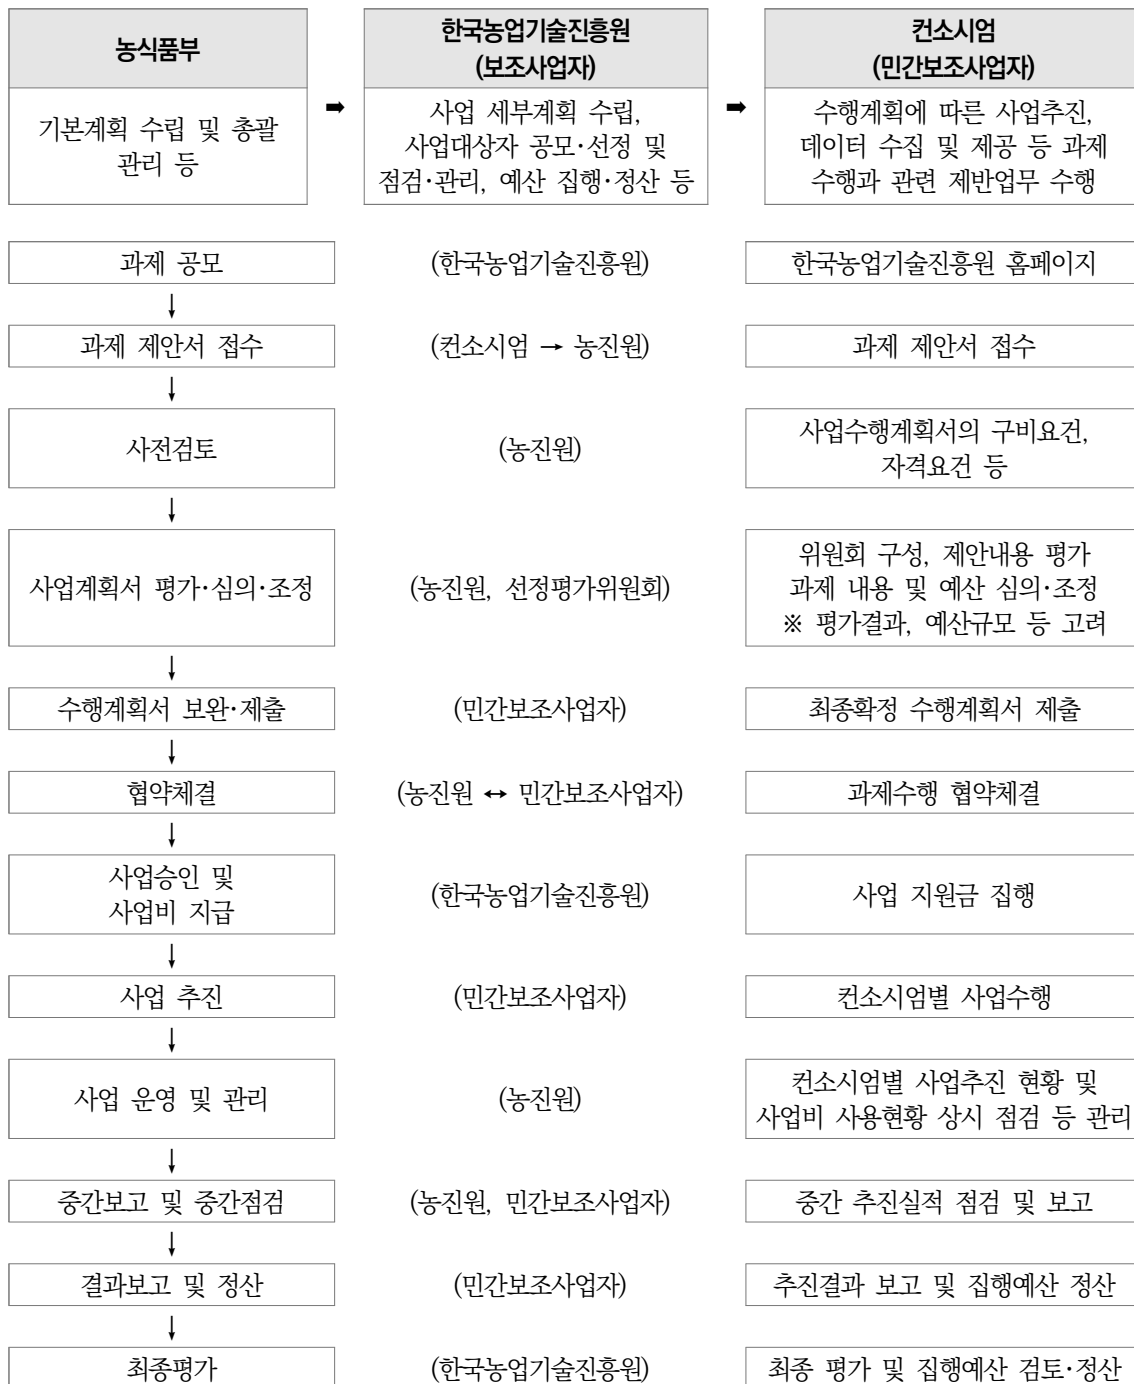 농식품부
한국농업기술진흥원
(보조사업자)
컨소시엄
(민간보조사업자)
기본계획 수립 및 총괄
관리 등
➡
사업 세부계획 수립,
사업대상자 공모·선정 및
점검·관리, 예산 집행·정산 등
➡
수행계획에 따른 사업추진,
데이터 수집 및 제공 등 과제
수행과 관련 제반업무 수행
과제 공모
(한국농업기술진흥원)
한국농업기술진흥원 홈페이지
↓
과제 제안서 접수
(컨소시엄 → 농진원)
과제 제안서 접수
↓
사전검토
(농진원)
사업수행계획서의 구비요건,
자격요건 등
↓
사업계획서 평가·심의·조정
(농진원, 선정평가위원회)
위원회 구성, 제안내용 평가
과제 내용 및 예산 심의·조정
※ 평가결과, 예산규모 등 고려
↓
수행계획서 보완·제출
(민간보조사업자)
최종확정 수행계획서 제출
↓
협약체결
(농진원 ↔ 민간보조사업자)
과제수행 협약체결
↓
사업승인 및
사업비 지급
(한국농업기술진흥원)
사업 지원금 집행
↓
사업 추진
(민간보조사업자)
컨소시엄별 사업수행
↓
사업 운영 및 관리
(농진원)
컨소시엄별 사업추진 현황 및
사업비 사용현황 상시 점검 등 관리
↓
중간보고 및 중간점검
(농진원, 민간보조사업자)
중간 추진실적 점검 및 보고
↓
결과보고 및 정산
(민간보조사업자)
추진결과 보고 및 집행예산 정산
↓
최종평가
(한국농업기술진흥원)
최종 평가 및 집행예산 검토·정산